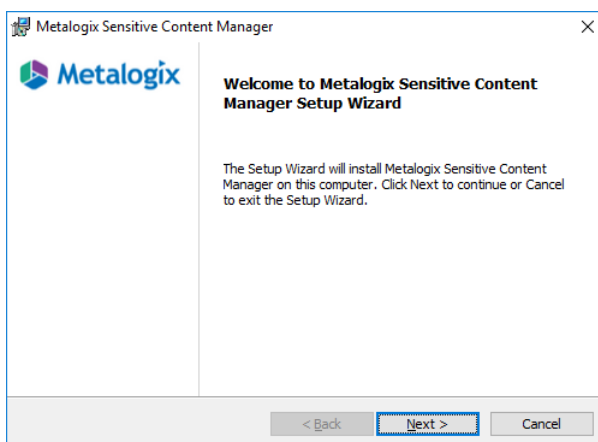 Metalogix Sensitive Content Manager
Metalogix
Welcome to Metalogix Sensitive Content
Manager Setup Wizard
The Setup Wizard will install Metalogix Sensitive Content
Manager on this computer. Click Next to continue or Cancel
to exit the Setup Wizard.
< Back Next > Cancel